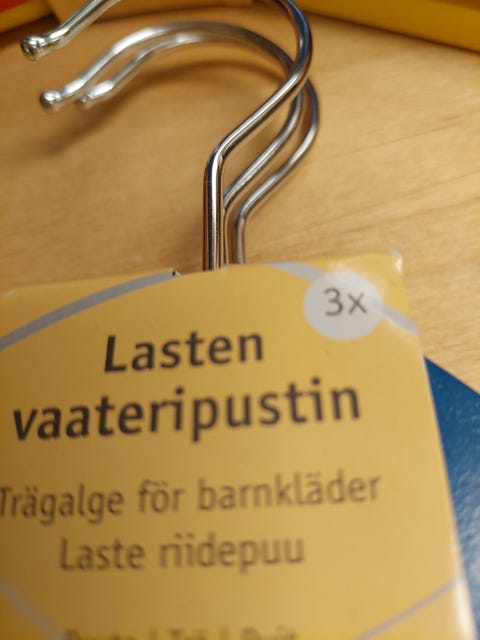 3x
Lasten
vaateripustin
Trägalge för barnkläder
Laste riidepuu